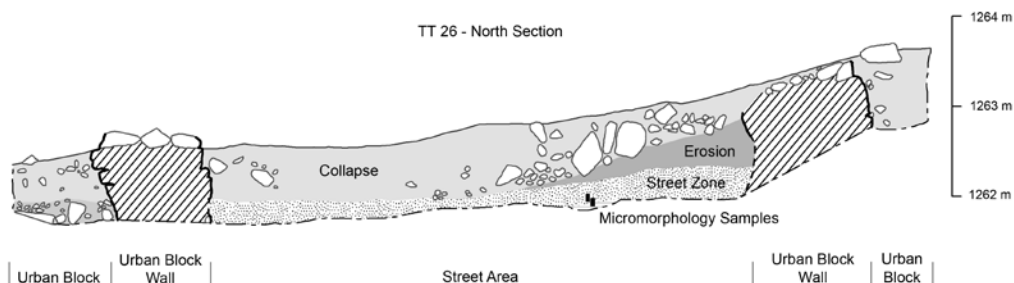 TT 26 - North Section
1264 m
1263 m
1262 m
Collapse
Erosion
Street Zone
Micromorphology Samples
Urban Block
Urban Block
Wall
Street Area
Urban Block
Wall
Urban
Block